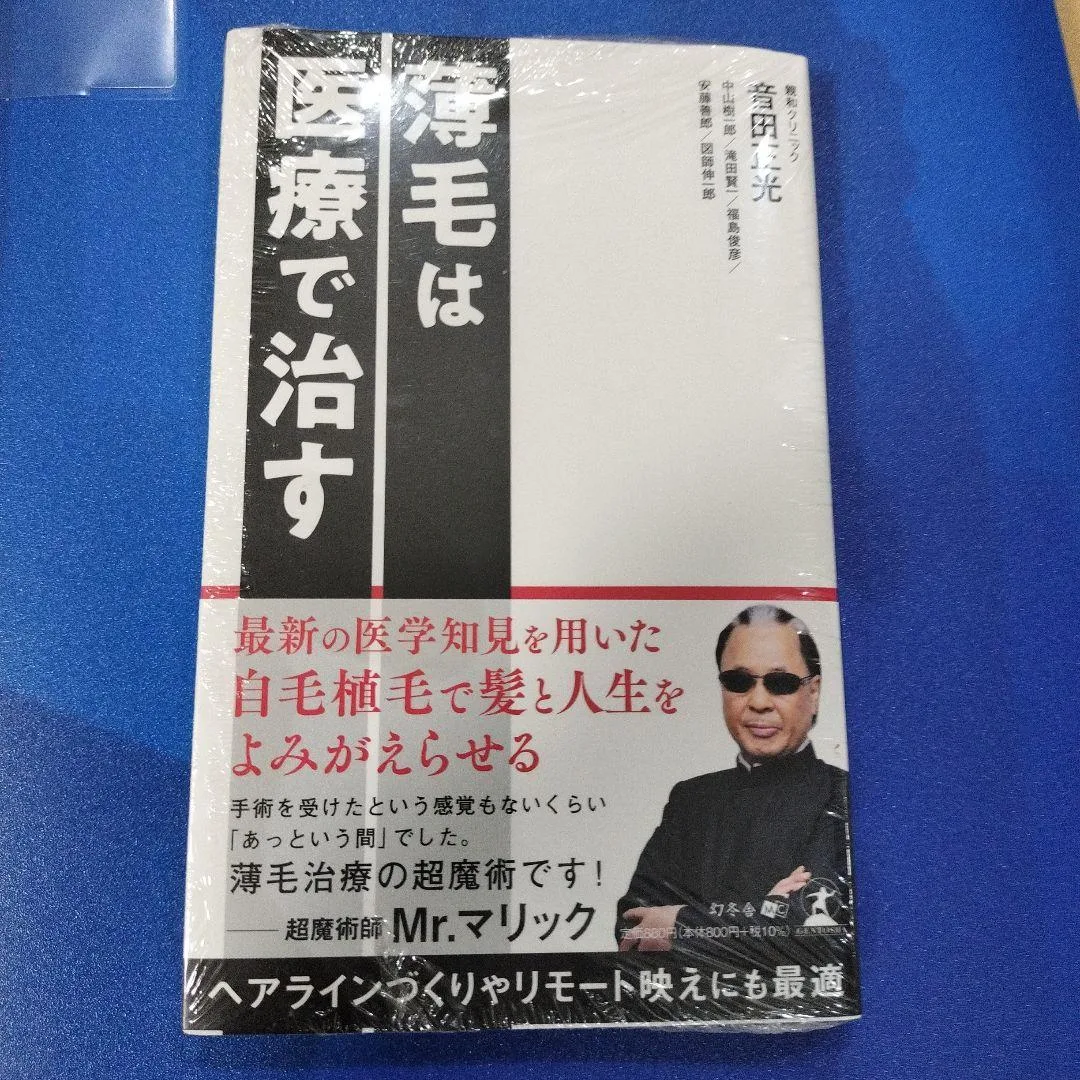 薄毛は
医療で治す
親和クリニック
音田正光
中山樹一郎／滝田賢一／福島俊彦／
安藤善郎／図師伸一郎
最新の医学知見を用いた
自毛植毛で髪と人生を
よみがえらせる
手術を受けたという感覚もないくらい
「あっという間」でした。
薄毛治療の超魔術です！
――超魔術師 Mr.マリック
幻冬舎 MC
定価880円（本体800円＋税10%）
GENTOSHA
ヘアラインづくりやリモート映えにも最適